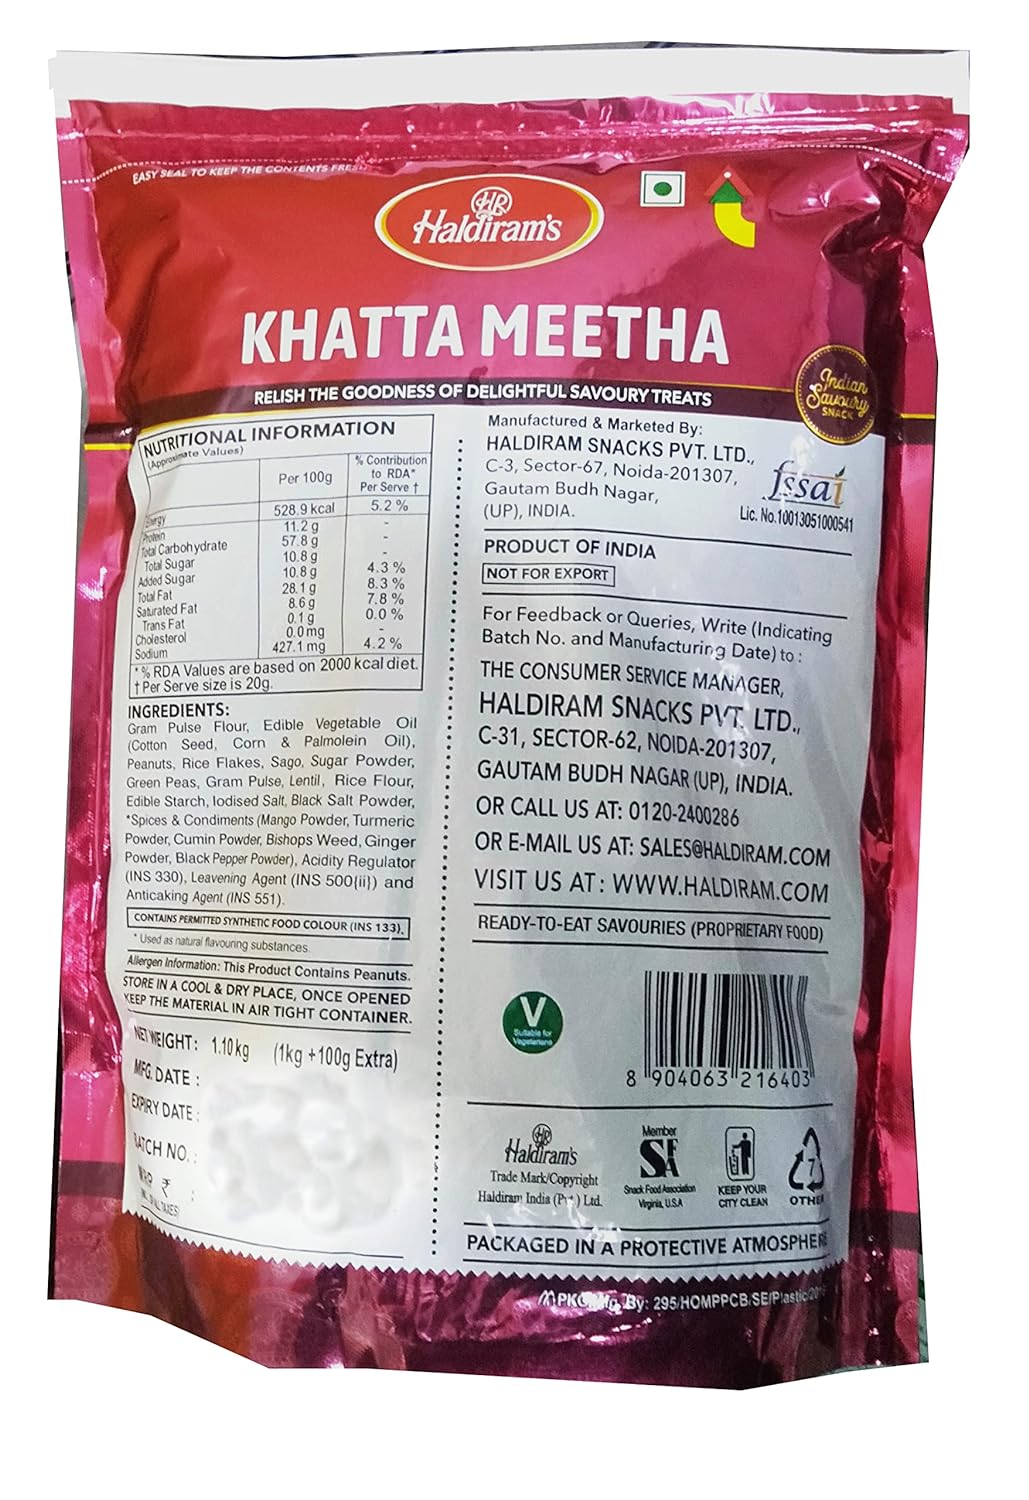 EASY SEAL TO KEEP THE CONTENTS FRESH
HR
Haldiram's
KHATTA MEETHA
RELISH THE GOODNESS OF DELIGHTFUL SAVOURY TREATS
Indian
Savoury
SNACK
NUTRITIONAL INFORMATION
(Approximate Values)
Per 100g
% Contribution
to RDA*
Per Serve †
Energy 528.9 kcal 5.2 %
Protein 11.2 g -
Total Carbohydrate 57.8 g -
Total Sugar 10.8 g -
Added Sugar 10.8 g 4.3 %
Total Fat 28.1 g 8.3 %
Saturated Fat 8.6 g 7.8 %
Trans Fat 0.1 g 0.0 %
Cholesterol 0.0 mg -
Sodium 427.1 mg 4.2 %
*% RDA Values are based on 2000 kcal diet.
† Per Serve size is 20g.
INGREDIENTS:
Gram Pulse Flour, Edible Vegetable Oil
(Cotton Seed, Corn & Palmolein Oil),
Peanuts, Rice Flakes, Sago, Sugar Powder,
Green Peas, Gram Pulse, Lentil, Rice Flour,
Edible Starch, Iodised Salt, Black Salt Powder,
*Spices & Condiments (Mango Powder, Turmeric
Powder, Cumin Powder, Bishops Weed, Ginger
Powder, Black Pepper Powder), Acidity Regulator
(INS 330), Leavening Agent (INS 500(ii)) and
Anticaking Agent (INS 551).
CONTAINS PERMITTED SYNTHETIC FOOD COLOUR (INS 133).
* Used as natural flavouring substances.
Allergen Information: This Product Contains Peanuts.
STORE IN A COOL & DRY PLACE, ONCE OPENED
KEEP THE MATERIAL IN AIR TIGHT CONTAINER.
NET WEIGHT: 1.10kg (1kg +100g Extra)
MFG. DATE :
EXPIRY DATE :
BATCH NO. :
MRP ₹ :
Manufactured & Marketed By:
HALDIRAM SNACKS PVT. LTD.,
C-3, Sector-67, Noida-201307,
Gautam Budh Nagar,
(UP), INDIA.
fssai
Lic. No.10013051000541
PRODUCT OF INDIA
NOT FOR EXPORT
For Feedback or Queries, Write (Indicating
Batch No. and Manufacturing Date) to :
THE CONSUMER SERVICE MANAGER,
HALDIRAM SNACKS PVT. LTD.,
C-31, SECTOR-62, NOIDA-201307,
GAUTAM BUDH NAGAR (UP), INDIA.
OR CALL US AT: 0120-2400286
OR E-MAIL US AT: SALES@HALDIRAM.COM
VISIT US AT: WWW.HALDIRAM.COM
READY-TO-EAT SAVOURIES (PROPRIETARY FOOD)
V
Suitable for
Vegetarians
8 904063 216403
HR
Haldiram's
Trade Mark/Copyright
Haldiram India (Pvt.) Ltd.
Member
SFA
Snack Food Association
Virginia, U.S.A
KEEP YOUR
CITY CLEAN
7
OTHER
PACKAGED IN A PROTECTIVE ATMOSPHERE
By: 295/HOMPPCB/SE/Plastic